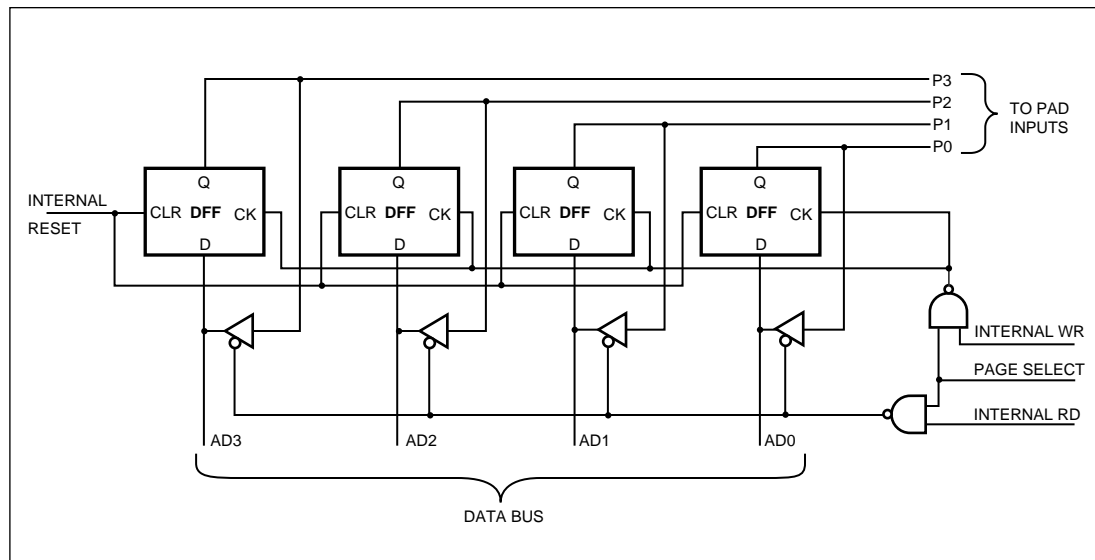 P3
P2
P1
P0
TO PAD
INPUTS
INTERNAL
RESET
Q
CLR DFF CK
D
Q
CLR DFF CK
D
Q
CLR DFF CK
D
Q
CLR DFF CK
D
INTERNAL WR
PAGE SELECT
INTERNAL RD
AD3
AD2
AD1
AD0
DATA BUS